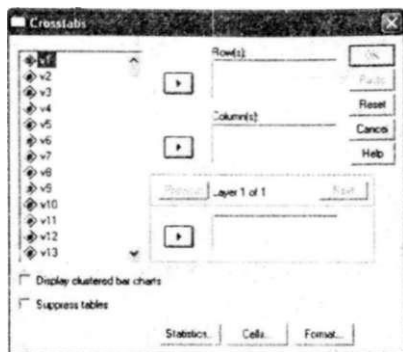 Crosstabs
v1
v2
v3
v4
v5
v6
v7
v8
v9
v10
v11
v12
v13
Row(s):
Column(s):
Previous
Layer 1 of 1
Next
OK
Paste
Reset
Cancel
Help
Display clustered bar charts
Suppress tables
Statistics...
Cells...
Format...